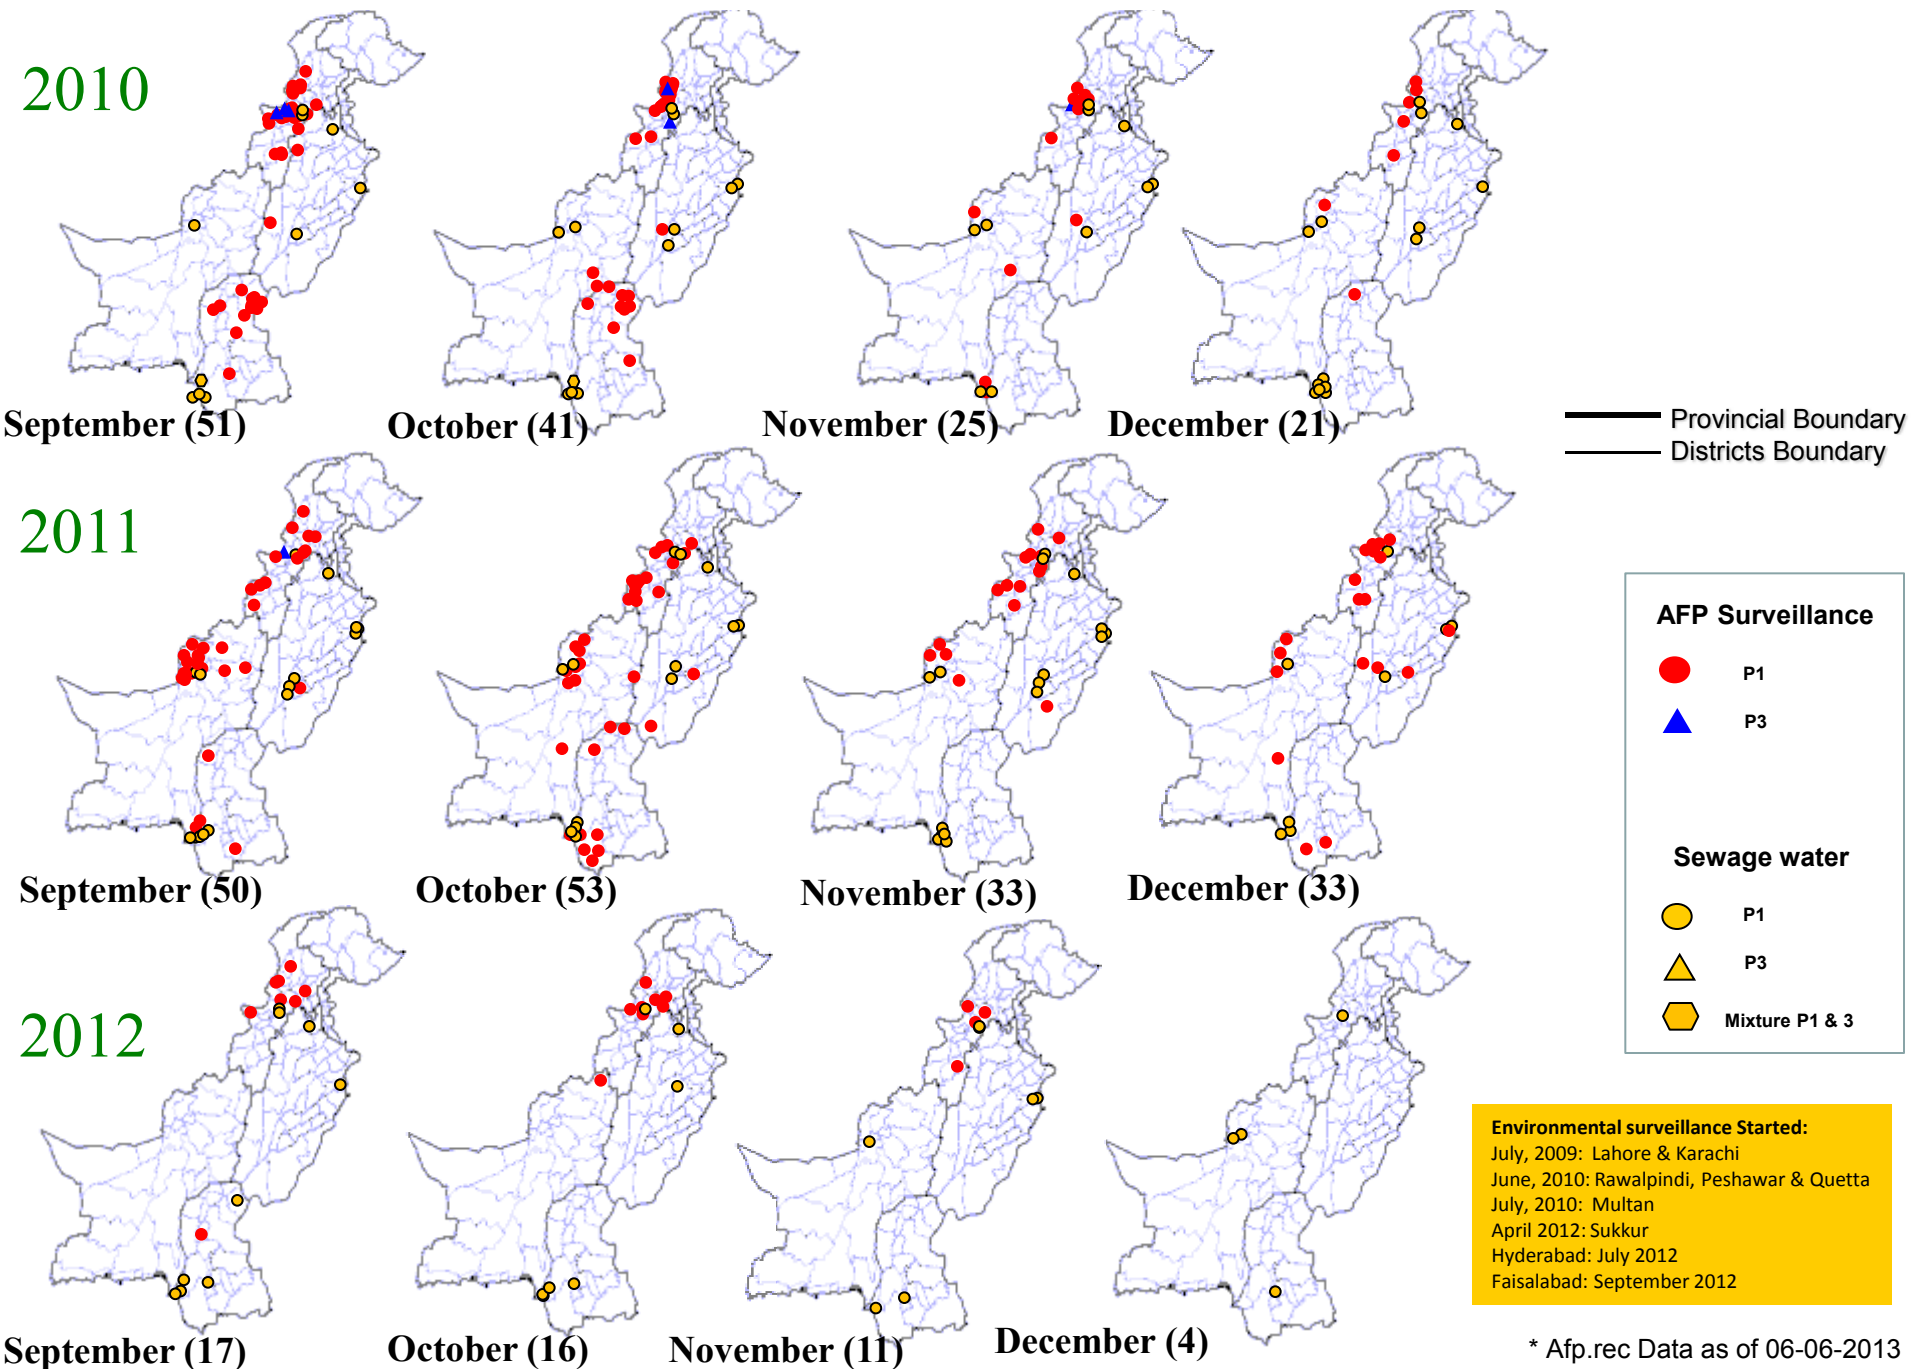 2010
September (51)
October (41)
November (25)
December (21)
Provincial Boundary
Districts Boundary
2011
September (50)
October (53)
November (33)
December (33)
AFP Surveillance
P1
P3
Sewage water
P1
P3
Mixture P1 & 3
2012
September (17)
October (16)
November (11)
December (4)
Environmental surveillance Started:
July, 2009: Lahore & Karachi
June, 2010: Rawalpindi, Peshawar & Quetta
July, 2010: Multan
April 2012: Sukkur
Hyderabad: July 2012
Faisalabad: September 2012
* Afp.rec Data as of 06-06-2013